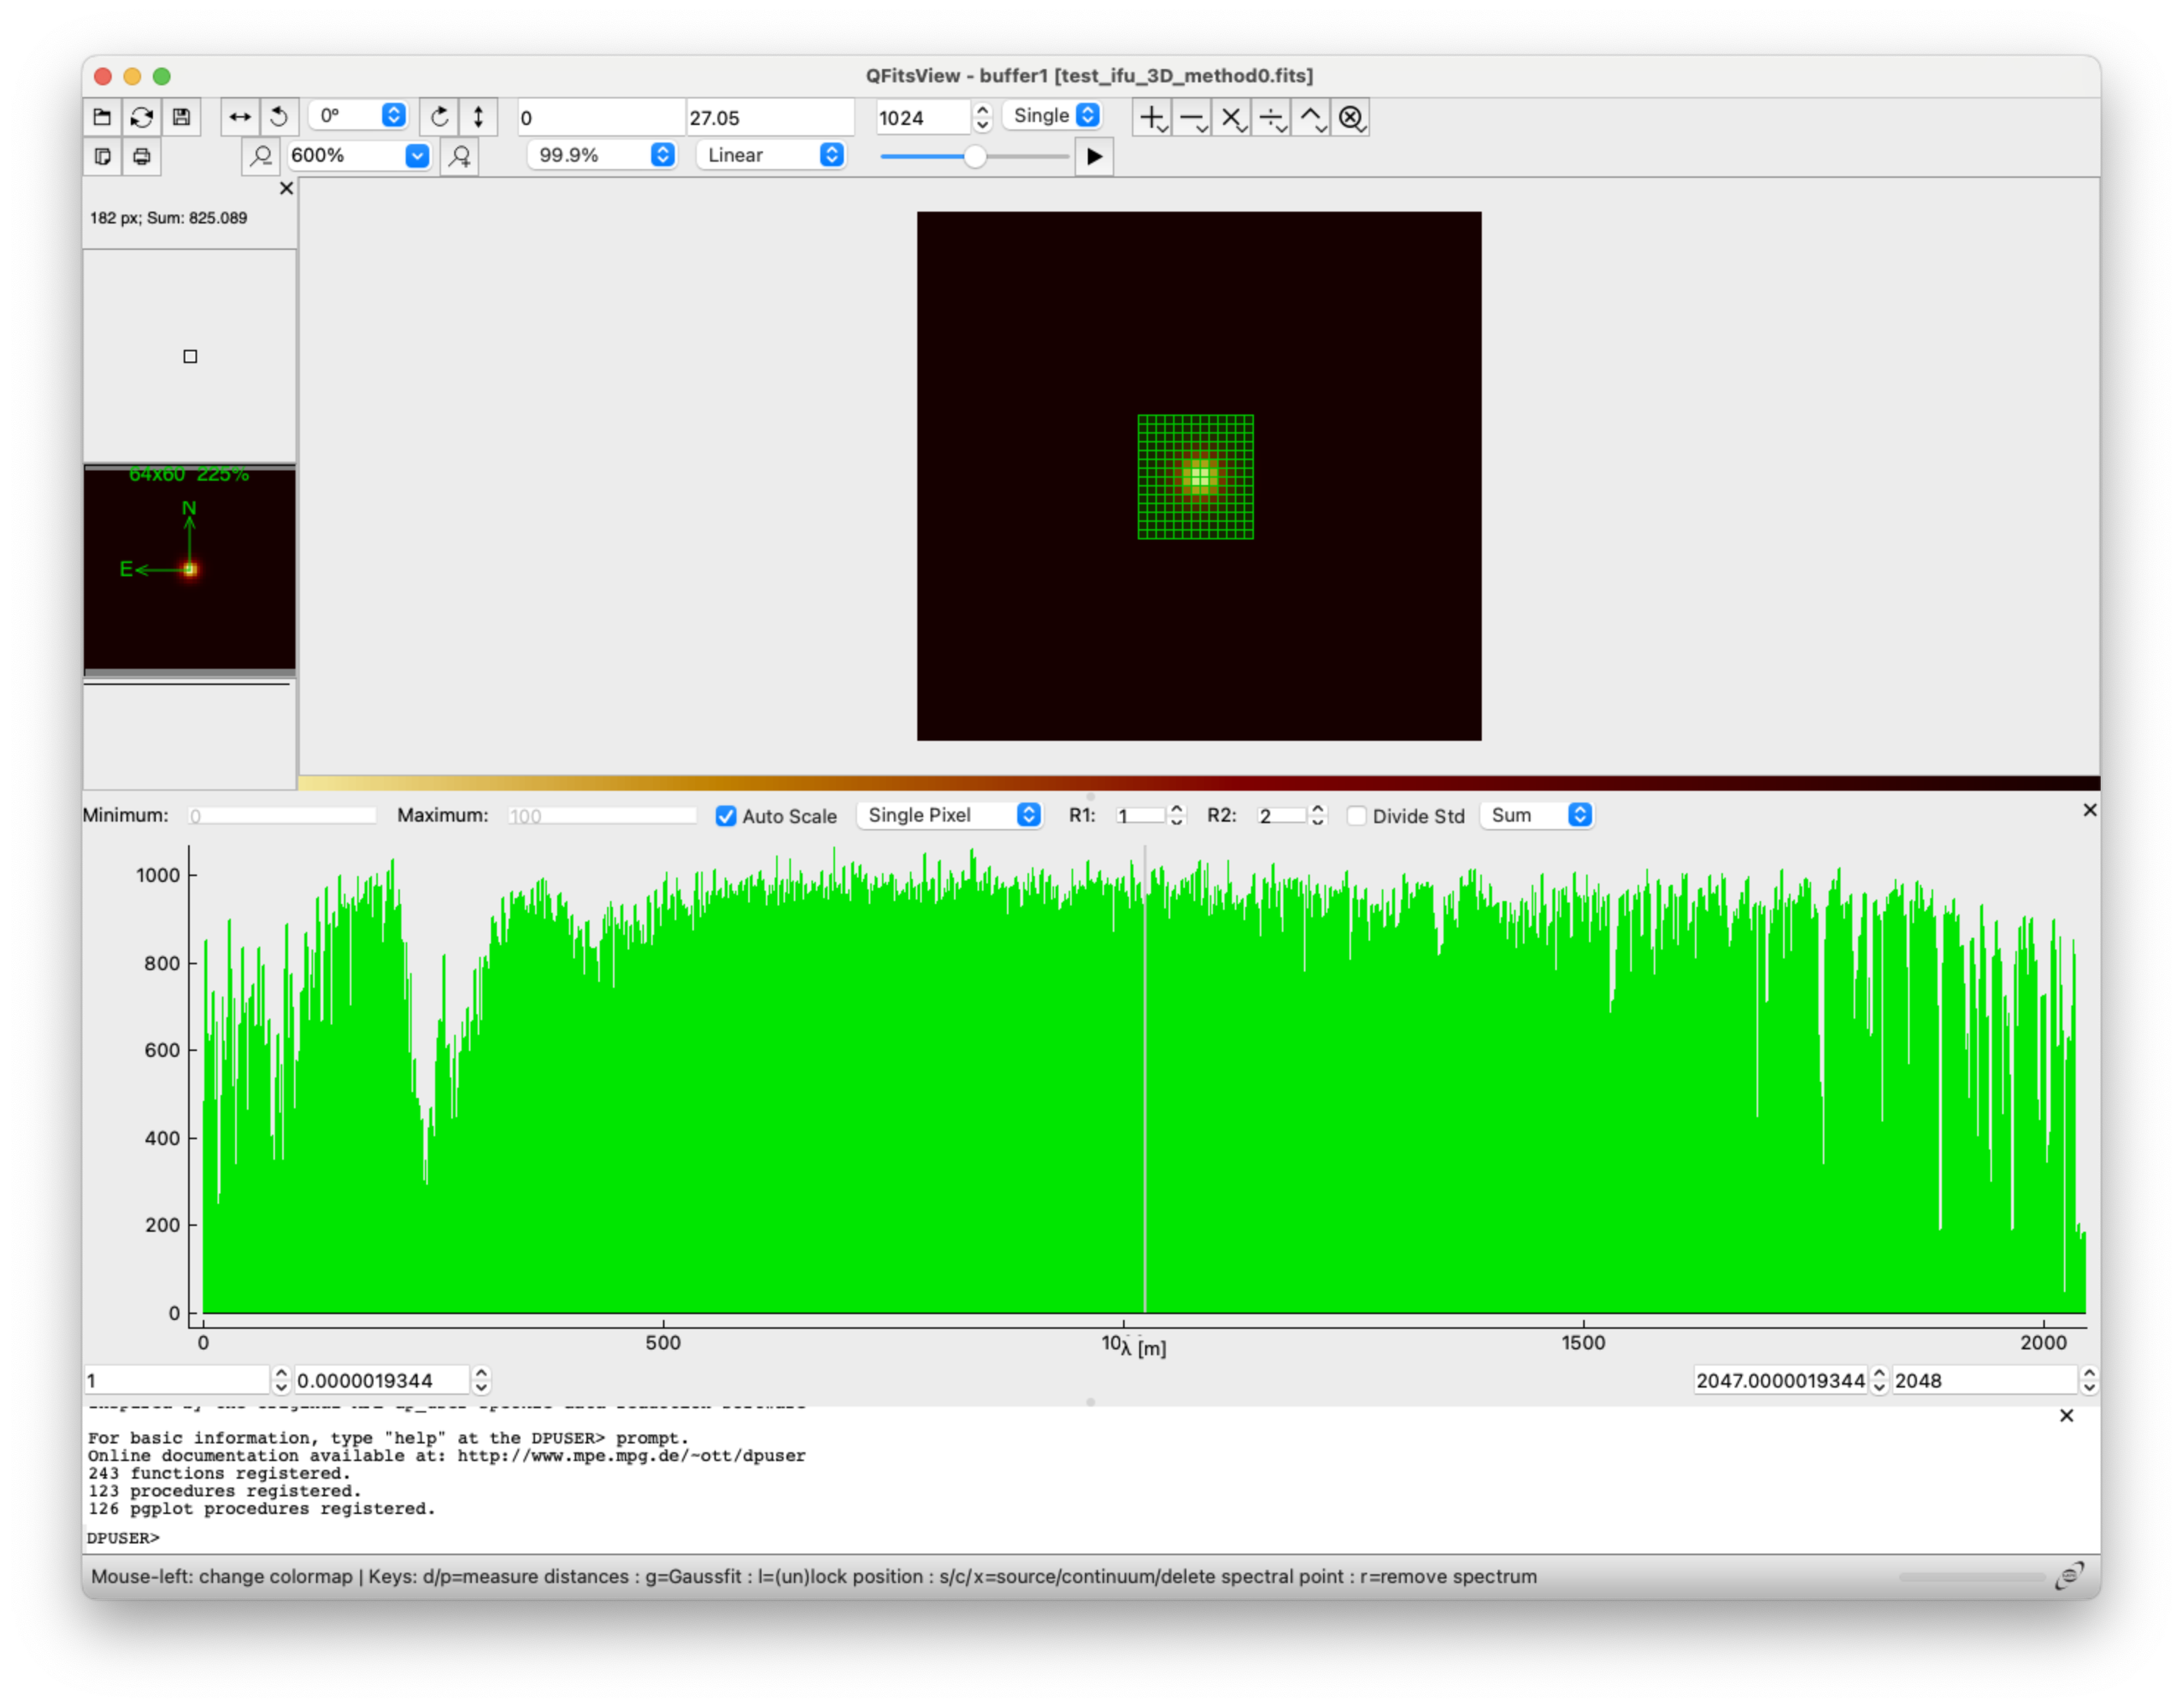 QFitsView - buffer1 [test_ifu_3D_method0.fits]
0° 0 27.05 1024 Single
600% 99.9% Linear
182 px; Sum: 825.089
64x60 225%
N
E
Minimum: 0 Maximum: 100 Auto Scale Single Pixel R1: 1 R2: 2 Divide Std Sum
1000
800
600
400
200
0
0 500 10 1500 2000
λ [m]
1 0.0000019344 2047.0000019344 2048
For basic information, type "help" at the DPUSER> prompt.
Online documentation available at: http://www.mpe.mpg.de/~ott/dpuser
243 functions registered.
123 procedures registered.
126 pgplot procedures registered.
DPUSER>
Mouse-left: change colormap | Keys: d/p=measure distances : g=Gaussfit : l=(un)lock position : s/c/x=source/continuum/delete spectral point : r=remove spectrum